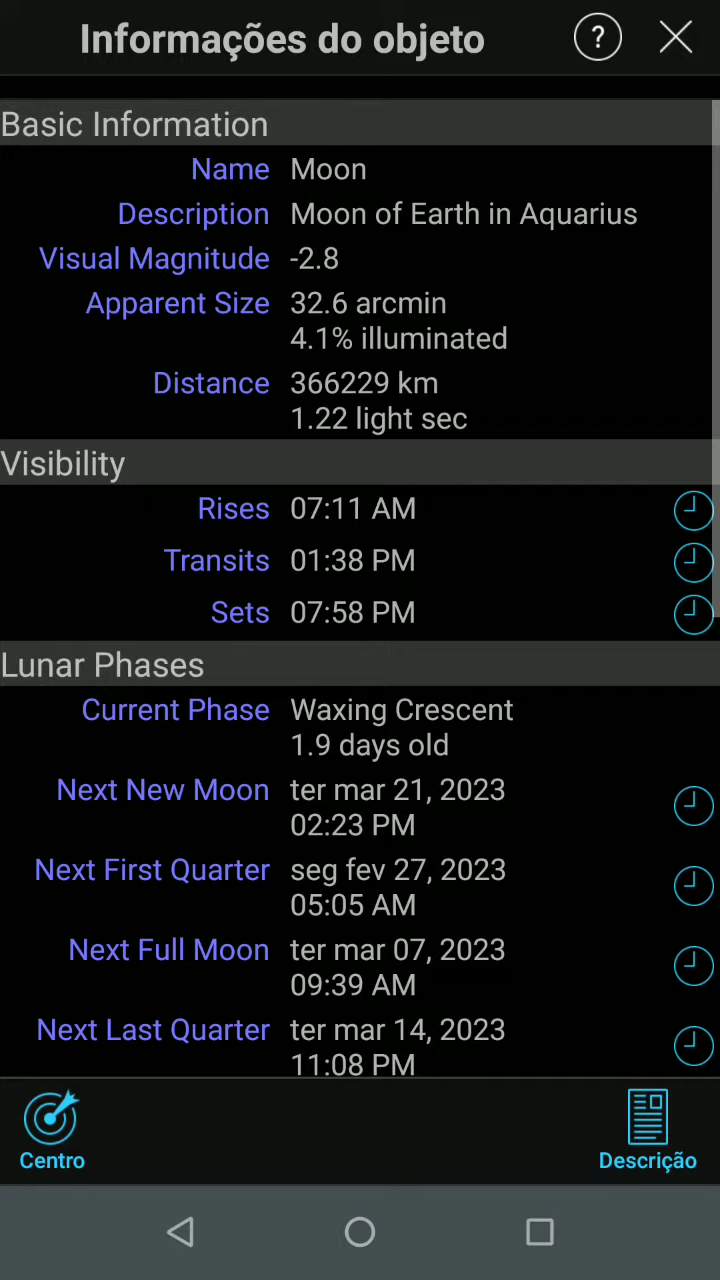 Informações do objeto
?
Basic Information
Name Moon
Description Moon of Earth in Aquarius
Visual Magnitude -2.8
Apparent Size 32.6 arcmin
4.1% illuminated
Distance 366229 km
1.22 light sec
Visibility
Rises 07:11 AM
Transits 01:38 PM
Sets 07:58 PM
Lunar Phases
Current Phase Waxing Crescent
1.9 days old
Next New Moon ter mar 21, 2023
02:23 PM
Next First Quarter seg fev 27, 2023
05:05 AM
Next Full Moon ter mar 07, 2023
09:39 AM
Next Last Quarter ter mar 14, 2023
11:08 PM
Centro Descrição